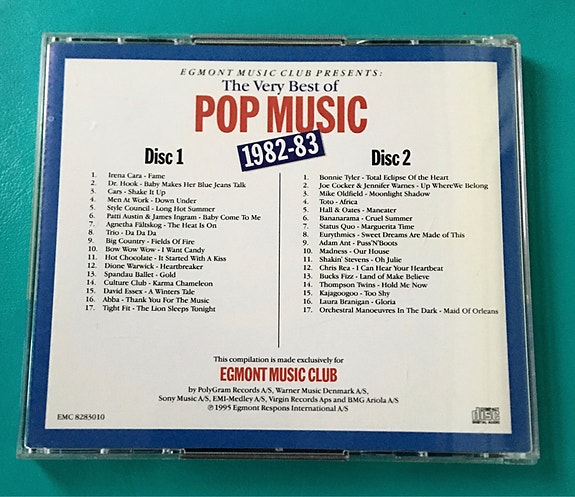 EGMONT MUSIC CLUB PRESENTS:
The Very Best of
POP MUSIC
1982-83
Disc 1
1. Irena Cara - Fame
2. Dr. Hook - Baby Makes Her Blue Jeans Talk
3. Cars - Shake It Up
4. Men At Work - Down Under
5. Style Council - Long Hot Summer
6. Patti Austin & James Ingram - Baby Come To Me
7. Agnetha Fältskog - The Heat Is On
8. Trio - Da Da Da
9. Big Country - Fields Of Fire
10. Bow Wow Wow - I Want Candy
11. Hot Chocolate - It Started With A Kiss
12. Dione Warwick - Heartbreaker
13. Spandau Ballet - Gold
14. Culture Club - Karma Chameleon
15. David Essex - A Winters Tale
16. Abba - Thank You For The Music
17. Tight Fit - The Lion Sleeps Tonight
Disc 2
1. Bonnie Tyler - Total Eclipse Of the Heart
2. Joe Cocker & Jennifer Warnes - Up WhereWe Belong
3. Mike Oldfield - Moonlight Shadow
4. Toto - Africa
5. Hall & Oates - Maneater
6. Bananarama - Cruel Summer
7. Status Quo - Marguerita Time
8. Eurythmics - Sweet Dreams Are Made of This
9. Adam Ant - Puss'N'Boots
10. Madness - Our House
11. Shakin' Stevens - Oh Julie
12. Chris Rea - I Can Hear Your Heartbeat
13. Bucks Fizz - Land of Make Believe
14. Thompson Twins - Hold Me Now
15. Kajagoogoo - Too Shy
16. Laura Branigan - Gloria
17. Orchestral Manoeuvres In The Dark - Maid Of Orleans
This compilation is made exclusively for
EGMONT MUSIC CLUB
by PolyGram Records A/S, Warner Music Denmark A/S,
Sony Music A/S, EMI-Medley A/S, Virgin Records Aps and BMG Ariola A/S
℗ 1995 Egmont Respons International A/S
EMC 8283010
COMPACT
disc
DIGITAL AUDIO